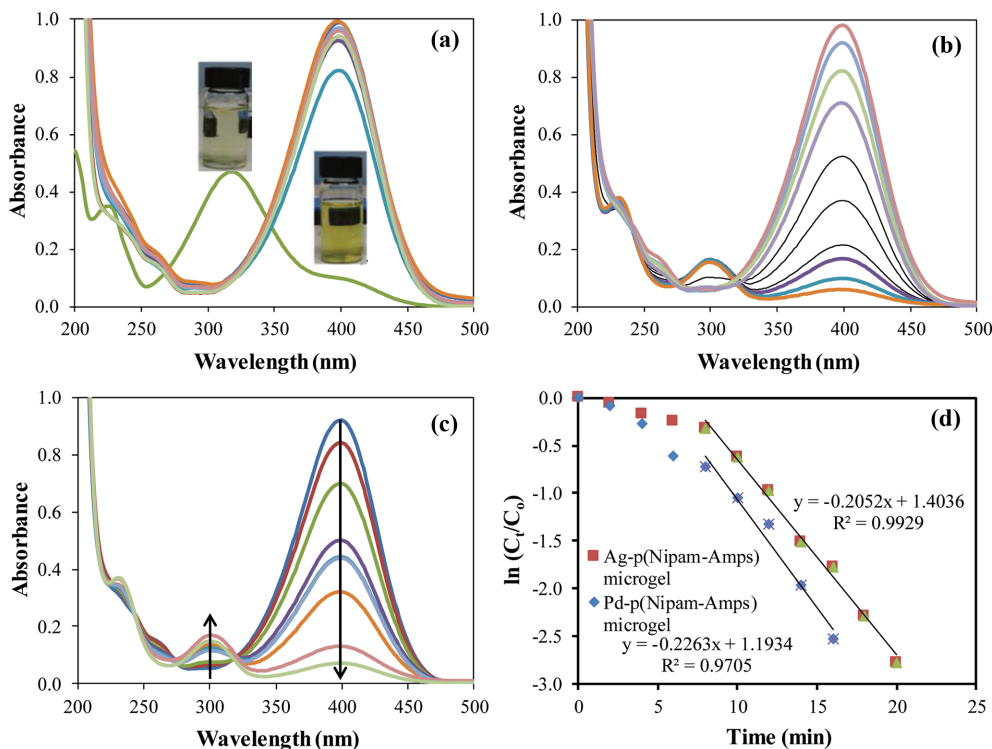 (a)
Absorbance
1.0
0.8
0.6
0.4
0.2
0.0
200 250 300 350 400 450 500
Wavelength (nm)
(b)
Absorbance
1.0
0.8
0.6
0.4
0.2
0.0
200 250 300 350 400 450 500
Wavelength (nm)
(c)
Absorbance
1.0
0.8
0.6
0.4
0.2
0.0
200 250 300 350 400 450 500
Wavelength (nm)
(d)
ln (Cₜ/Cₒ)
0.0
-0.5
-1.0
-1.5
-2.0
-2.5
-3.0
y = -0.2052x + 1.4036
R² = 0.9929
Ag-p(Nipam-Amps)
microgel
Pd-p(Nipam-Amps)
microgel
y = -0.2263x + 1.1934
R² = 0.9705
0 5 10 15 20 25
Time (min)